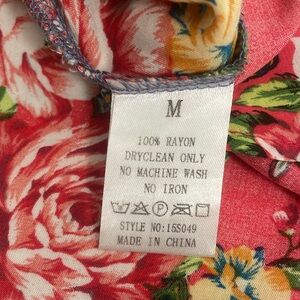 M
100% RAYON
DRYCLEAN ONLY
NO MACHINE WASH
NO IRON
STYLE NO:15S049
MADE IN CHINA